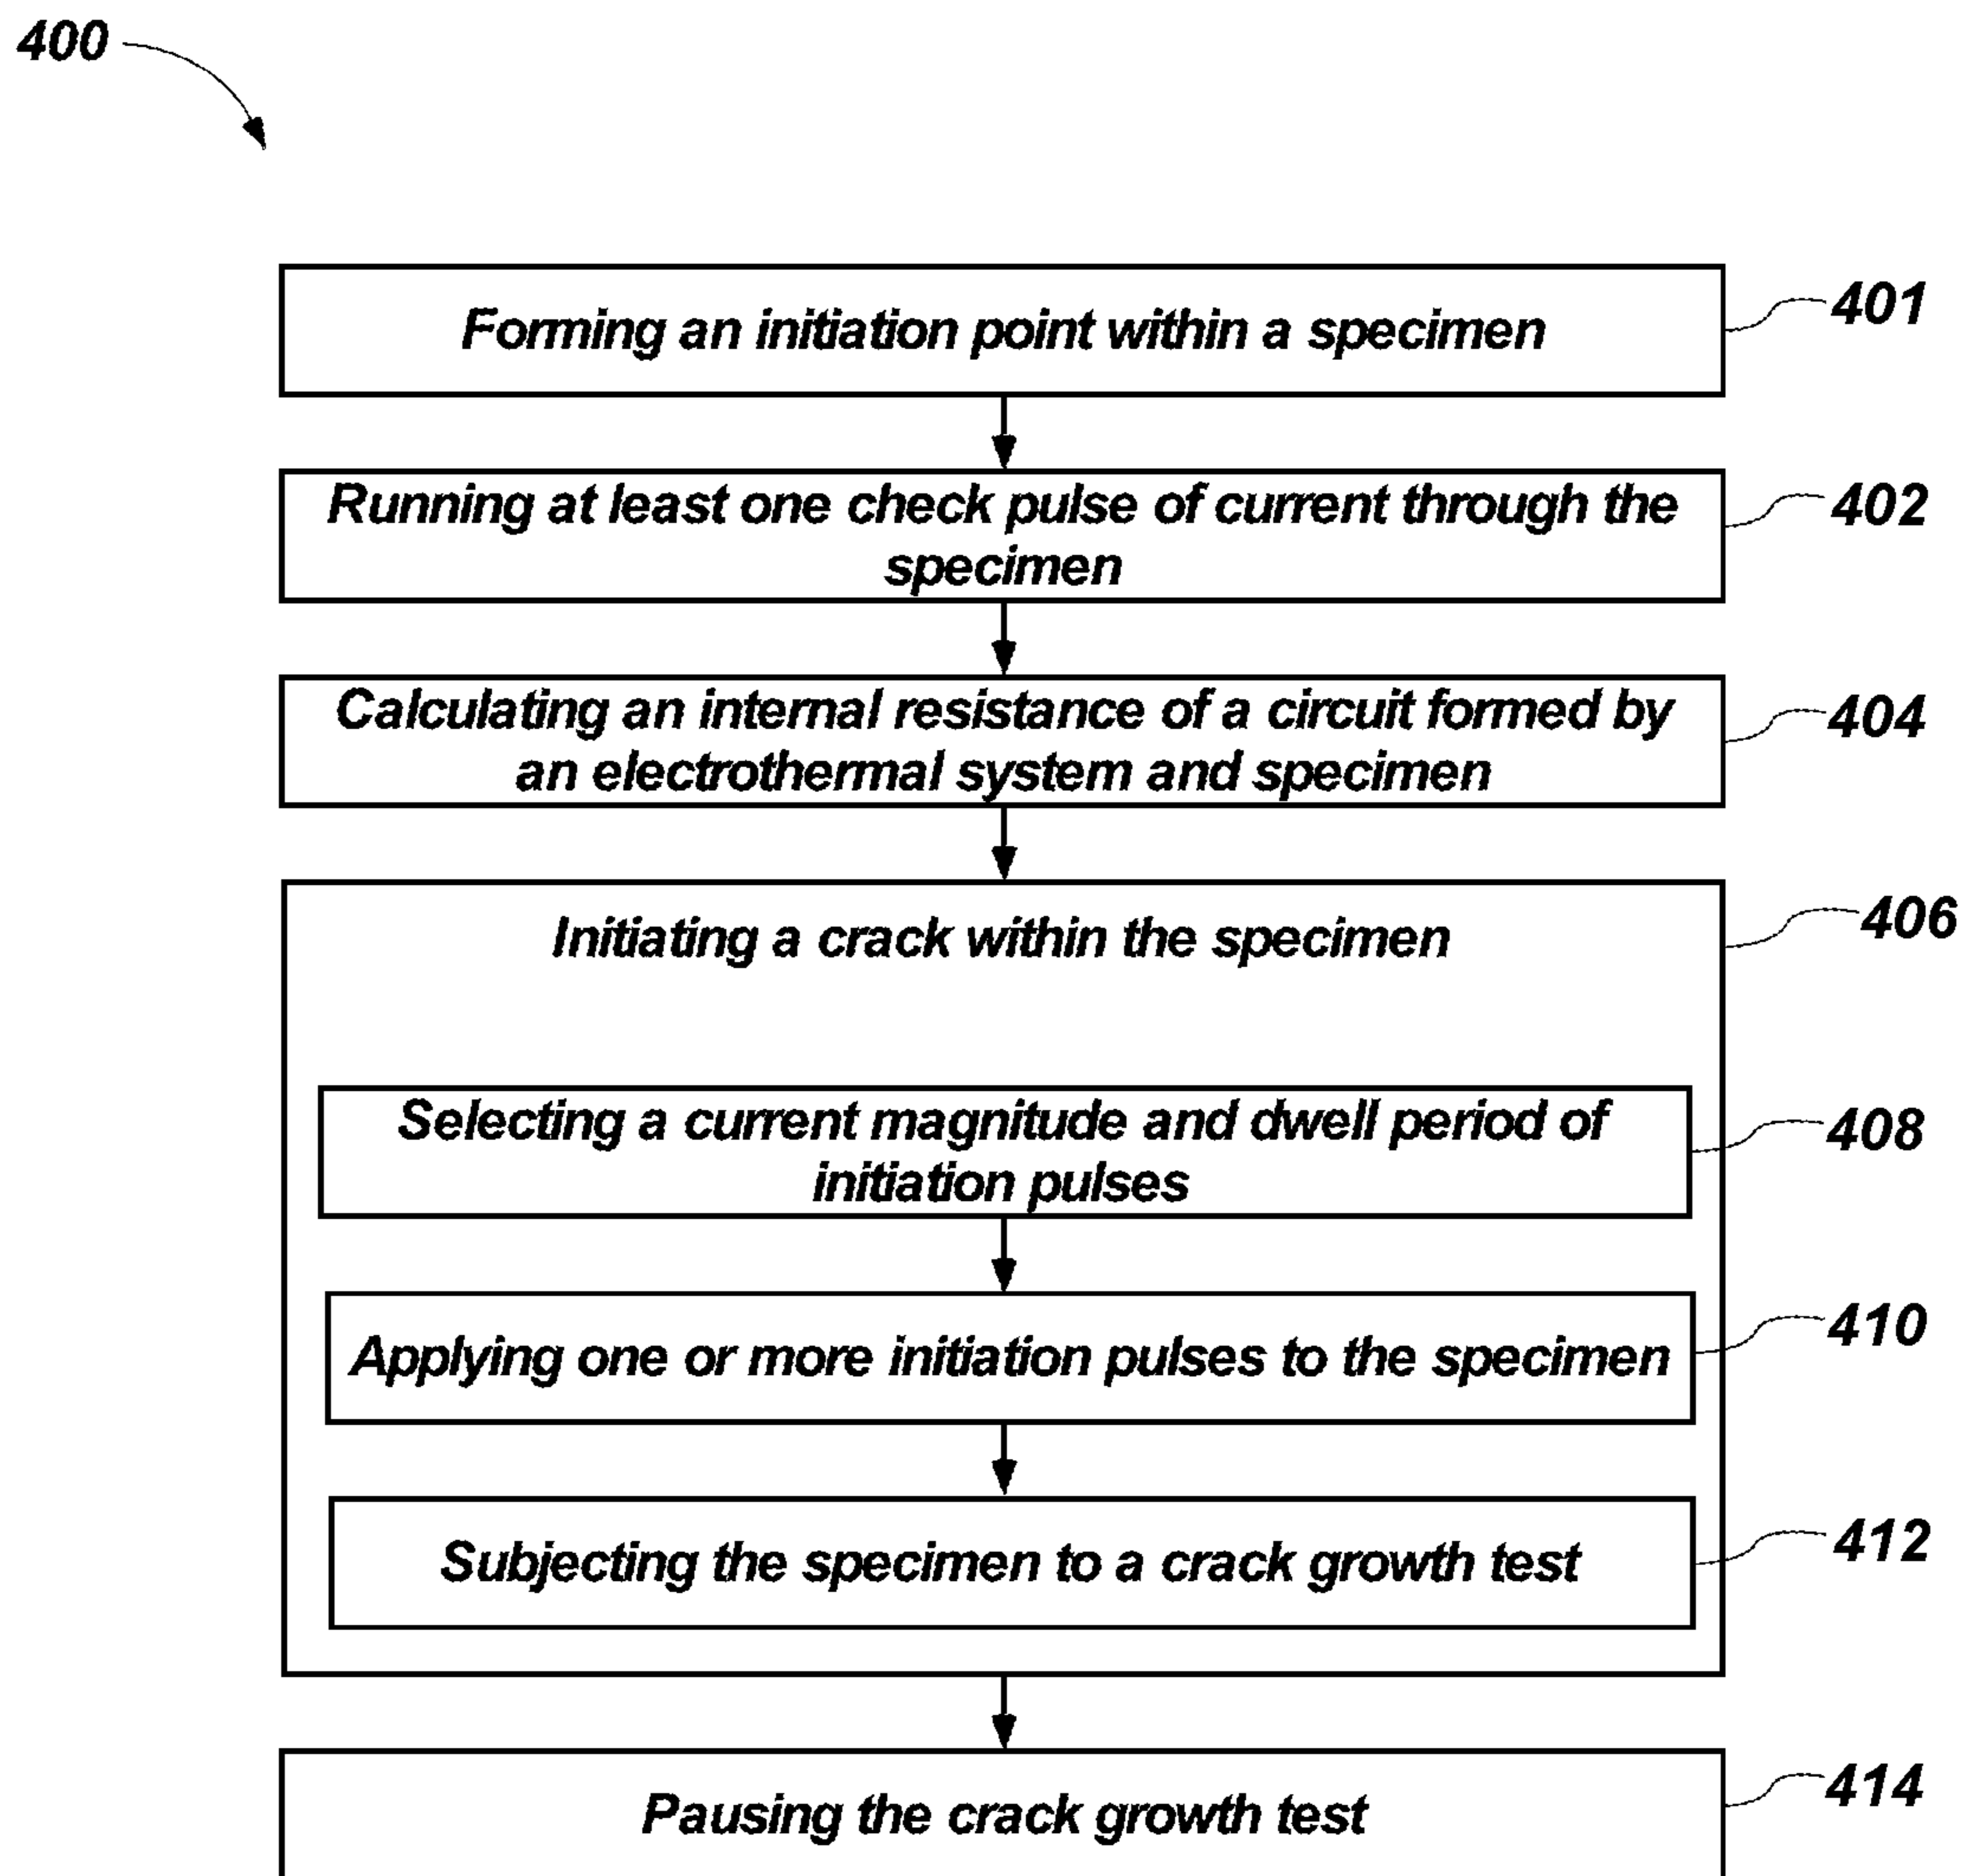 400
Forming an initiation point within a specimen
401
Running at least one check pulse of current through the
specimen
402
Calculating an internal resistance of a circuit formed by
an electrothermal system and specimen
404
Initiating a crack within the specimen
406
Selecting a current magnitude and dwell period of
initiation pulses
408
Applying one or more initiation pulses to the specimen
410
Subjecting the specimen to a crack growth test
412
Pausing the crack growth test
414